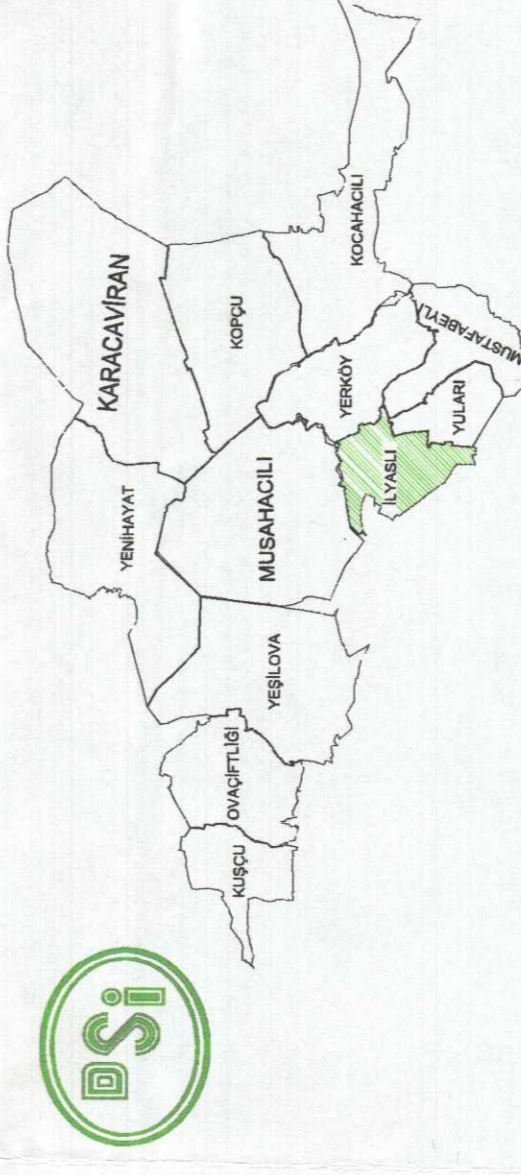 DSİ
KARACAVİRAN
YENİHAYAT
KOPÇU
KOCAHACILI
MUSAHACILI
YERKÖY
MUSTAFABEYLİ
YEŞİLOVA
İLYASLI
YULARI
OVAÇİFTLİĞİ
KUŞÇU